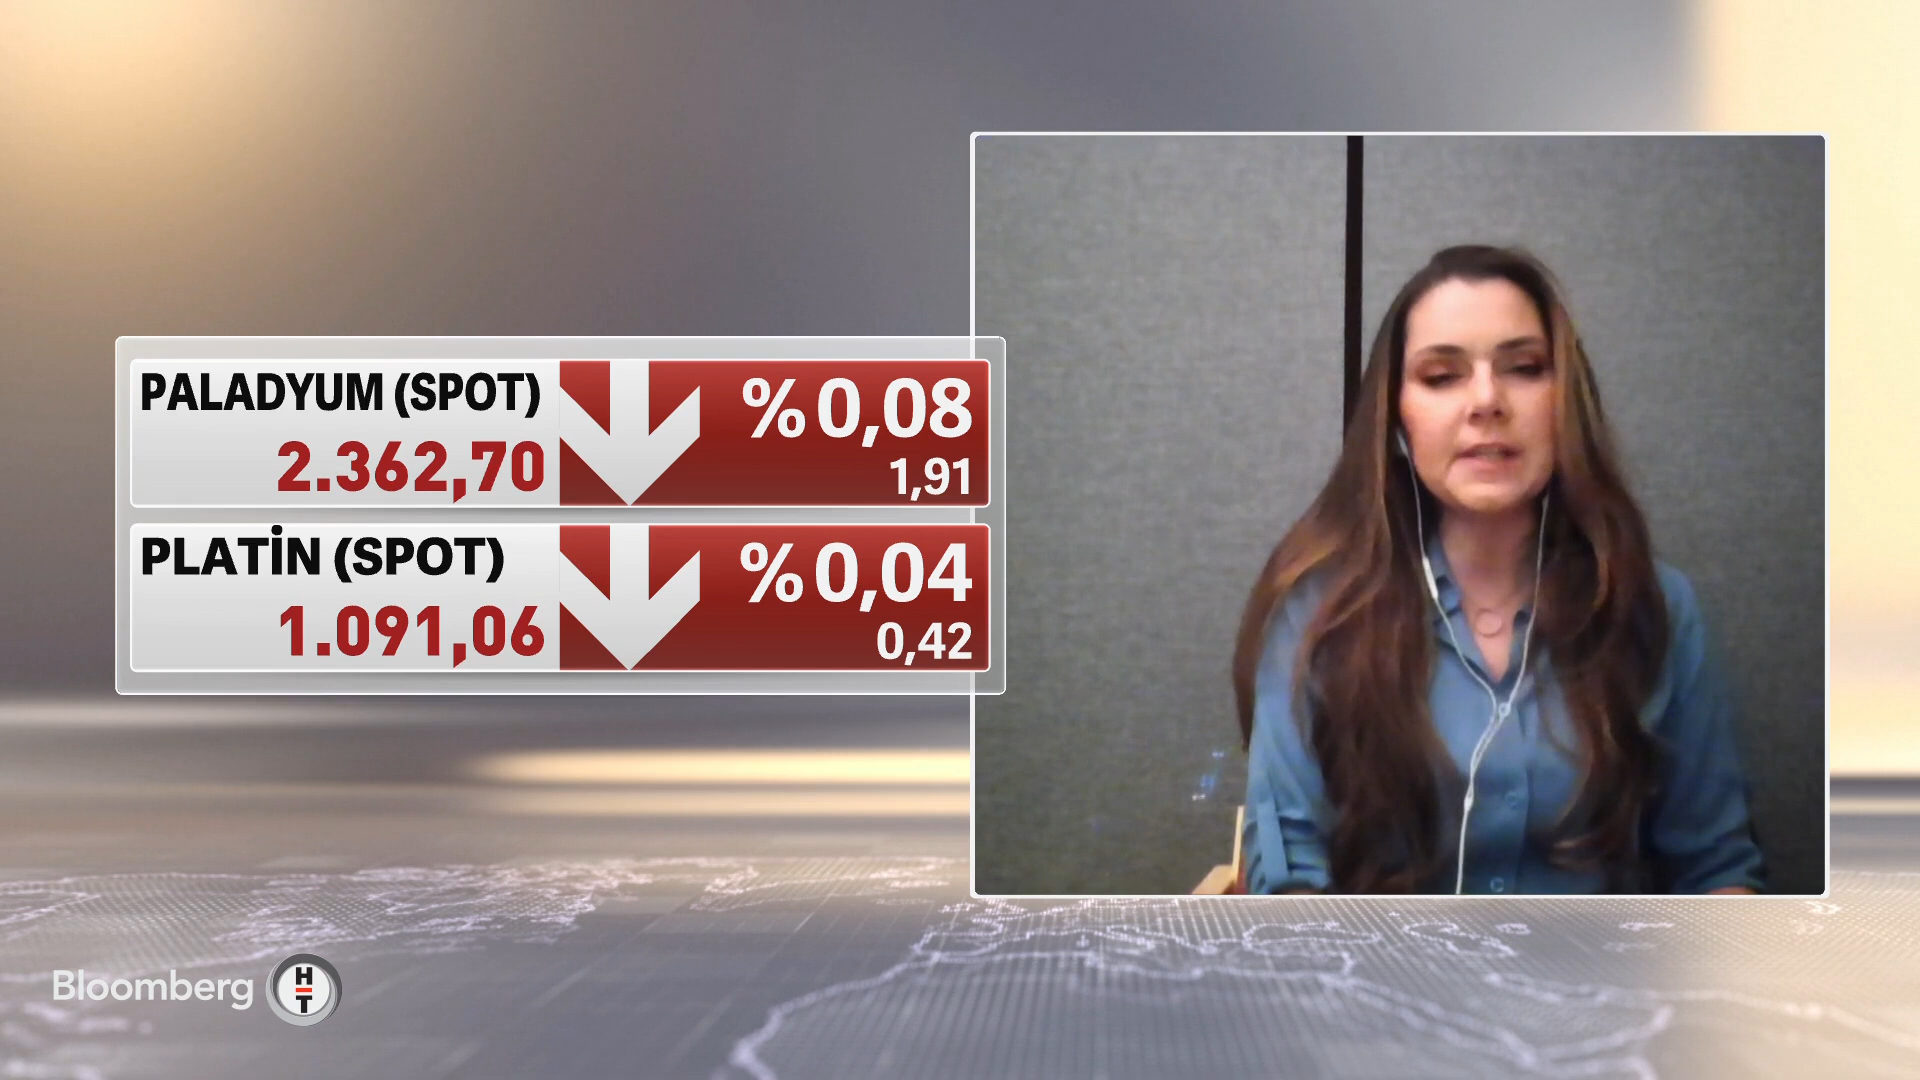 PALADYUM (SPOT)
2.362,70
%0,08
1,91
PLATİN (SPOT)
1.091,06
%0,04
0,42
Bloomberg HT